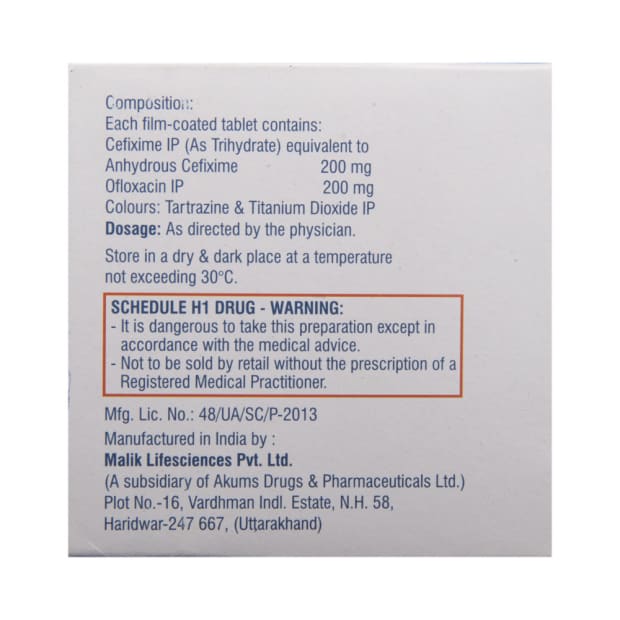 Composition:
Each film-coated tablet contains:
Cefixime IP (As Trihydrate) equivalent to
Anhydrous Cefixime 200 mg
Ofloxacin IP 200 mg
Colours: Tartrazine & Titanium Dioxide IP
Dosage: As directed by the physician.
Store in a dry & dark place at a temperature
not exceeding 30°C.
SCHEDULE H1 DRUG - WARNING:
- It is dangerous to take this preparation except in
accordance with the medical advice.
- Not to be sold by retail without the prescription of a
Registered Medical Practitioner.
Mfg. Lic. No.: 48/UA/SC/P-2013
Manufactured in India by :
Malik Lifesciences Pvt. Ltd.
(A subsidiary of Akums Drugs & Pharmaceuticals Ltd.)
Plot No.-16, Vardhman Indl. Estate, N.H. 58,
Haridwar-247 667, (Uttarakhand)